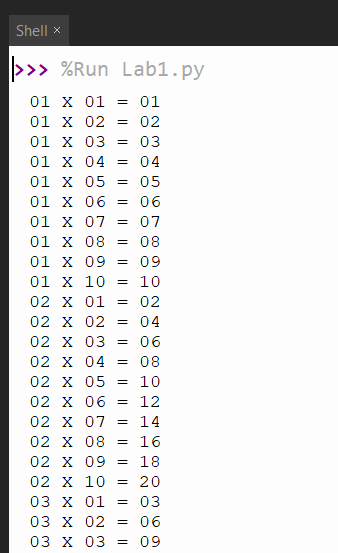 Shell ×
>>> %Run Lab1.py
01 X 01 = 01
01 X 02 = 02
01 X 03 = 03
01 X 04 = 04
01 X 05 = 05
01 X 06 = 06
01 X 07 = 07
01 X 08 = 08
01 X 09 = 09
01 X 10 = 10
02 X 01 = 02
02 X 02 = 04
02 X 03 = 06
02 X 04 = 08
02 X 05 = 10
02 X 06 = 12
02 X 07 = 14
02 X 08 = 16
02 X 09 = 18
02 X 10 = 20
03 X 01 = 03
03 X 02 = 06
03 X 03 = 09